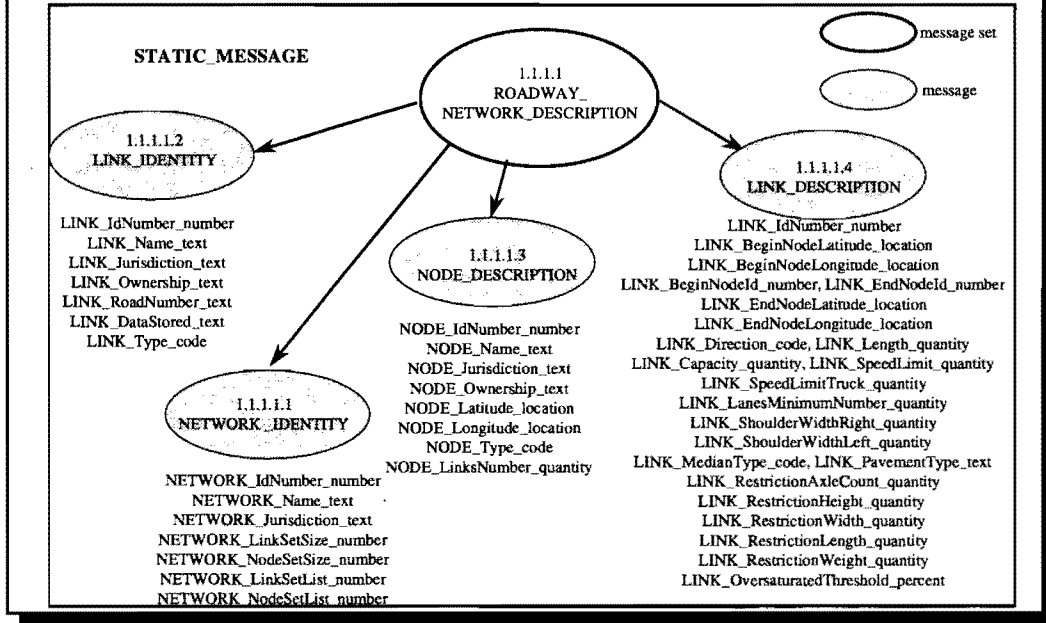 STATIC_MESSAGE
message set
message
1.1.1.1
ROADWAY_
NETWORK_DESCRIPTION
1.1.1.1.2
LINK_IDENTITY
LINK_IdNumber_number
LINK_Name_text
LINK_Jurisdiction_text
LINK_Ownership_text
LINK_RoadNumber_text
LINK_DataStored_text
LINK_Type_code
1.1.1.1.1
NETWORK_IDENTITY
NETWORK_IdNumber_number
NETWORK_Name_text
NETWORK_Jurisdiction_text
NETWORK_LinkSetSize_number
NETWORK_NodeSetSize_number
NETWORK_LinkSetList_number
NETWORK_NodeSetList_number
1.1.1.1.3
NODE_DESCRIPTION
NODE_IdNumber_number
NODE_Name_text
NODE_Jurisdiction_text
NODE_Ownership_text
NODE_Latitude_location
NODE_Longitude_location
NODE_Type_code
NODE_LinksNumber_quantity
1.1.1.1.4
LINK_DESCRIPTION
LINK_IdNumber_number
LINK_BeginNodeLatitude_location
LINK_BeginNodeLongitude_location
LINK_BeginNodeId_number, LINK_EndNodeId_number
LINK_EndNodeLatitude_location
LINK_EndNodeLongitude_location
LINK_Direction_code, LINK_Length_quantity
LINK_Capacity_quantity, LINK_SpeedLimit_quantity
LINK_SpeedLimitTruck_quantity
LINK_LanesMinimumNumber_quantity
LINK_ShoulderWidthRight_quantity
LINK_ShoulderWidthLeft_quantity
LINK_MedianType_code, LINK_PavementType_text
LINK_RestrictionAxleCount_quantity
LINK_RestrictionHeight_quantity
LINK_RestrictionWidth_quantity
LINK_RestrictionLength_quantity
LINK_RestrictionWeight_quantity
LINK_OversaturatedThreshold_percent